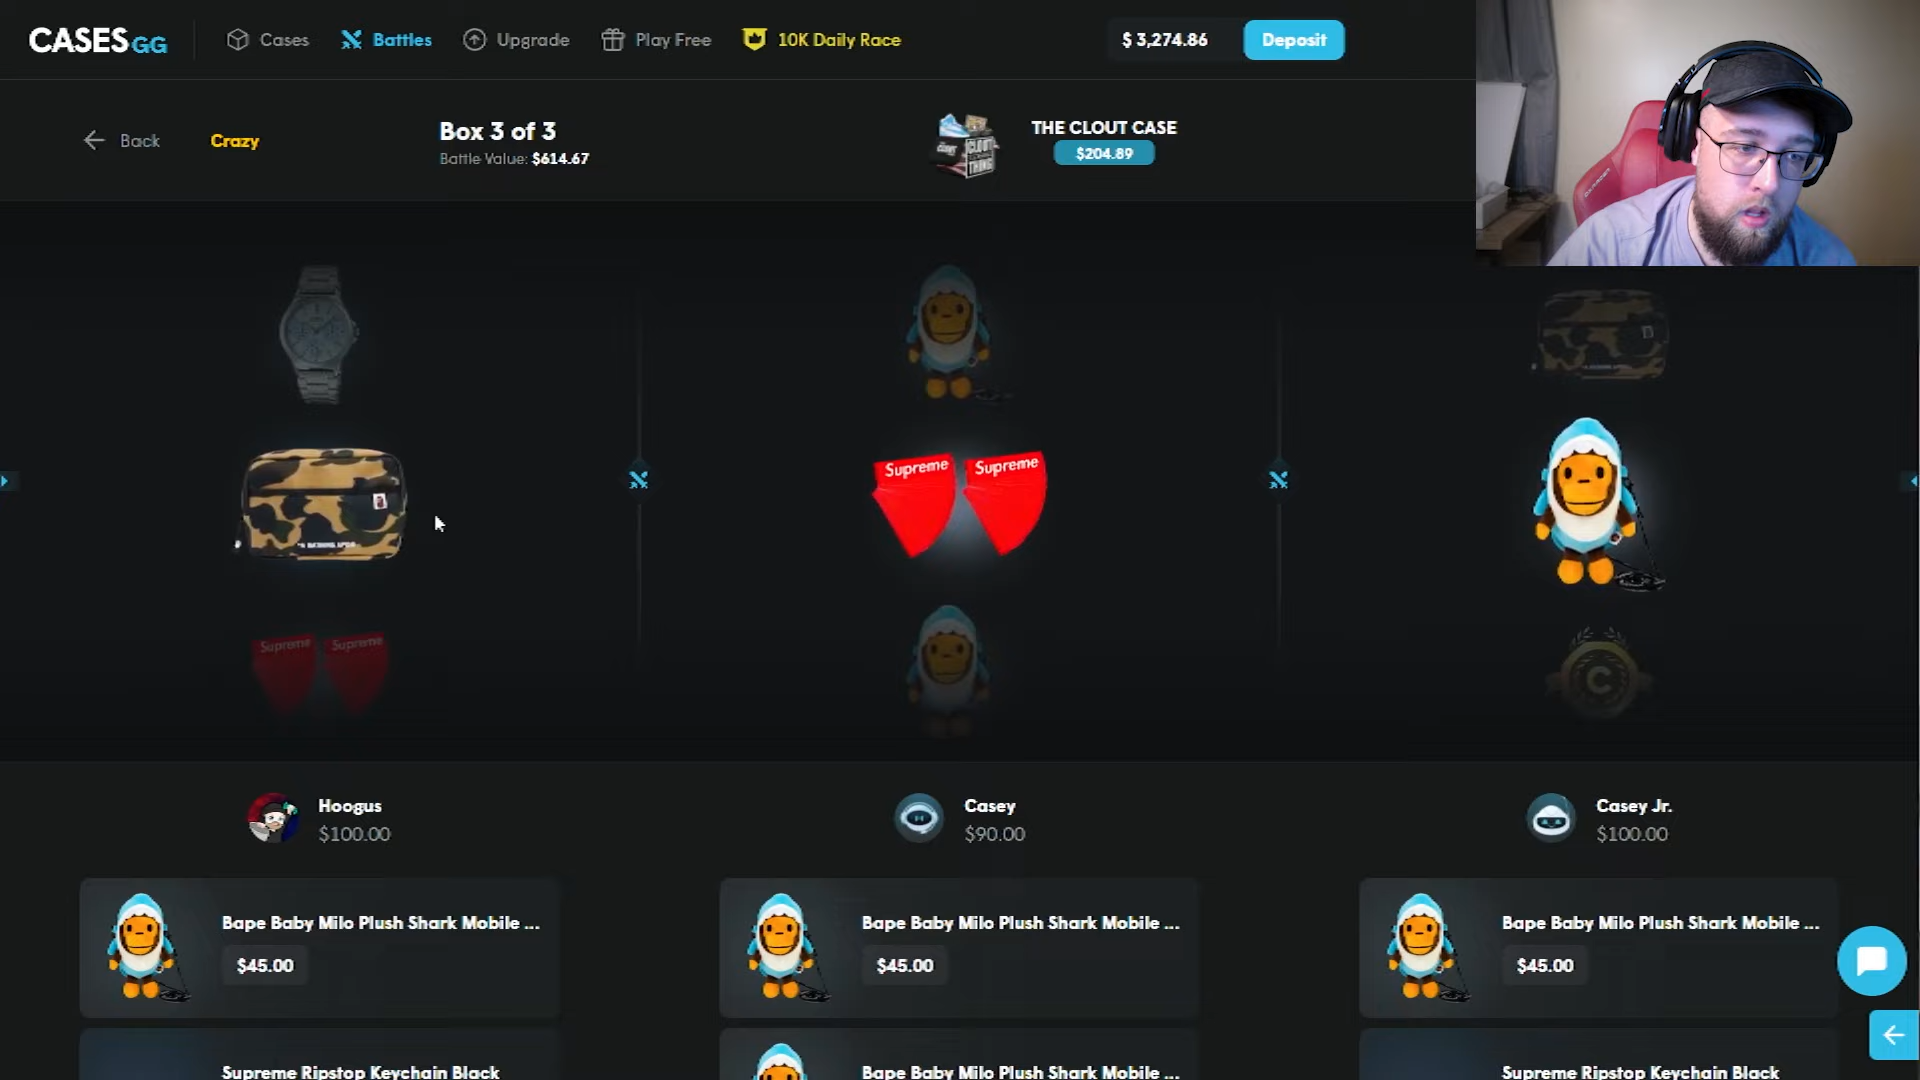 CASESGG
Cases
Battles
Upgrade
Play Free
10K Daily Race
$ 3,274.86
Deposit
Back
Crazy
Box 3 of 3
Battle Value: $614.67
THE CLOUT CASE
$204.89
Supreme Supreme
Supreme Supreme
C
Hoogus
$100.00
Casey
$90.00
Casey Jr.
$100.00
Bape Baby Milo Plush Shark Mobile ...
$45.00
Bape Baby Milo Plush Shark Mobile ...
$45.00
Bape Baby Milo Plush Shark Mobile ...
$45.00
Supreme Ripstop Keychain Black
Bape Baby Milo Plush Shark Mobile ...
Supreme Ripstop Keychain Black